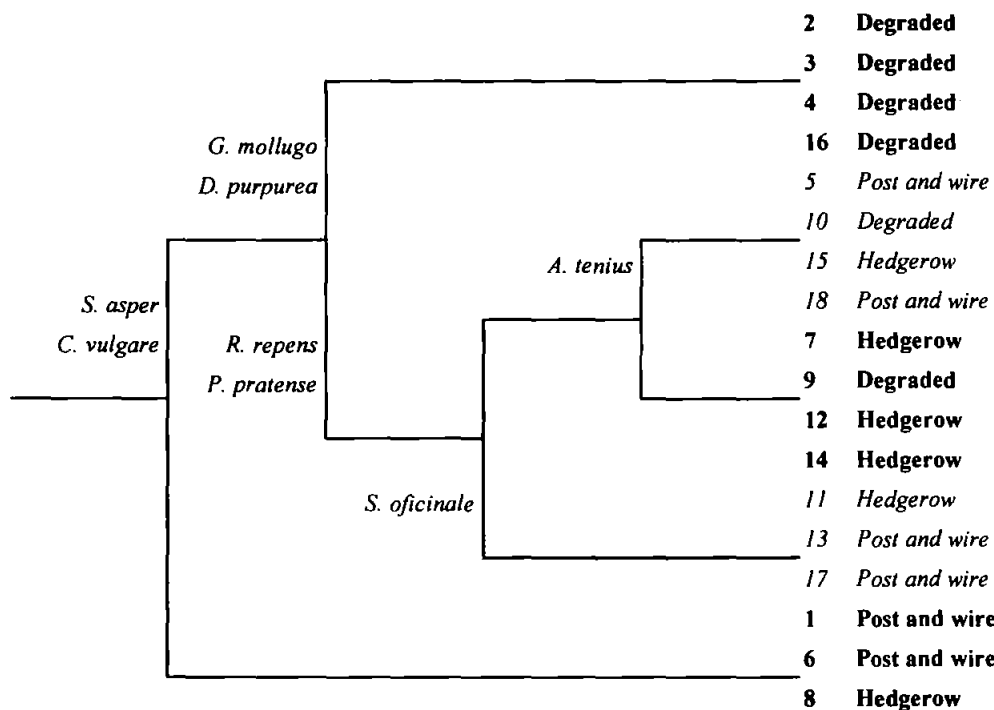 2 Degraded
3 Degraded
4 Degraded
G. mollugo
16 Degraded
D. purpurea
5 Post and wire
10 Degraded
A. tenius
15 Hedgerow
S. asper
18 Post and wire
C. vulgare
R. repens
7 Hedgerow
P. pratense
9 Degraded
12 Hedgerow
14 Hedgerow
S. oficinale
11 Hedgerow
13 Post and wire
17 Post and wire
1 Post and wire
6 Post and wire
8 Hedgerow